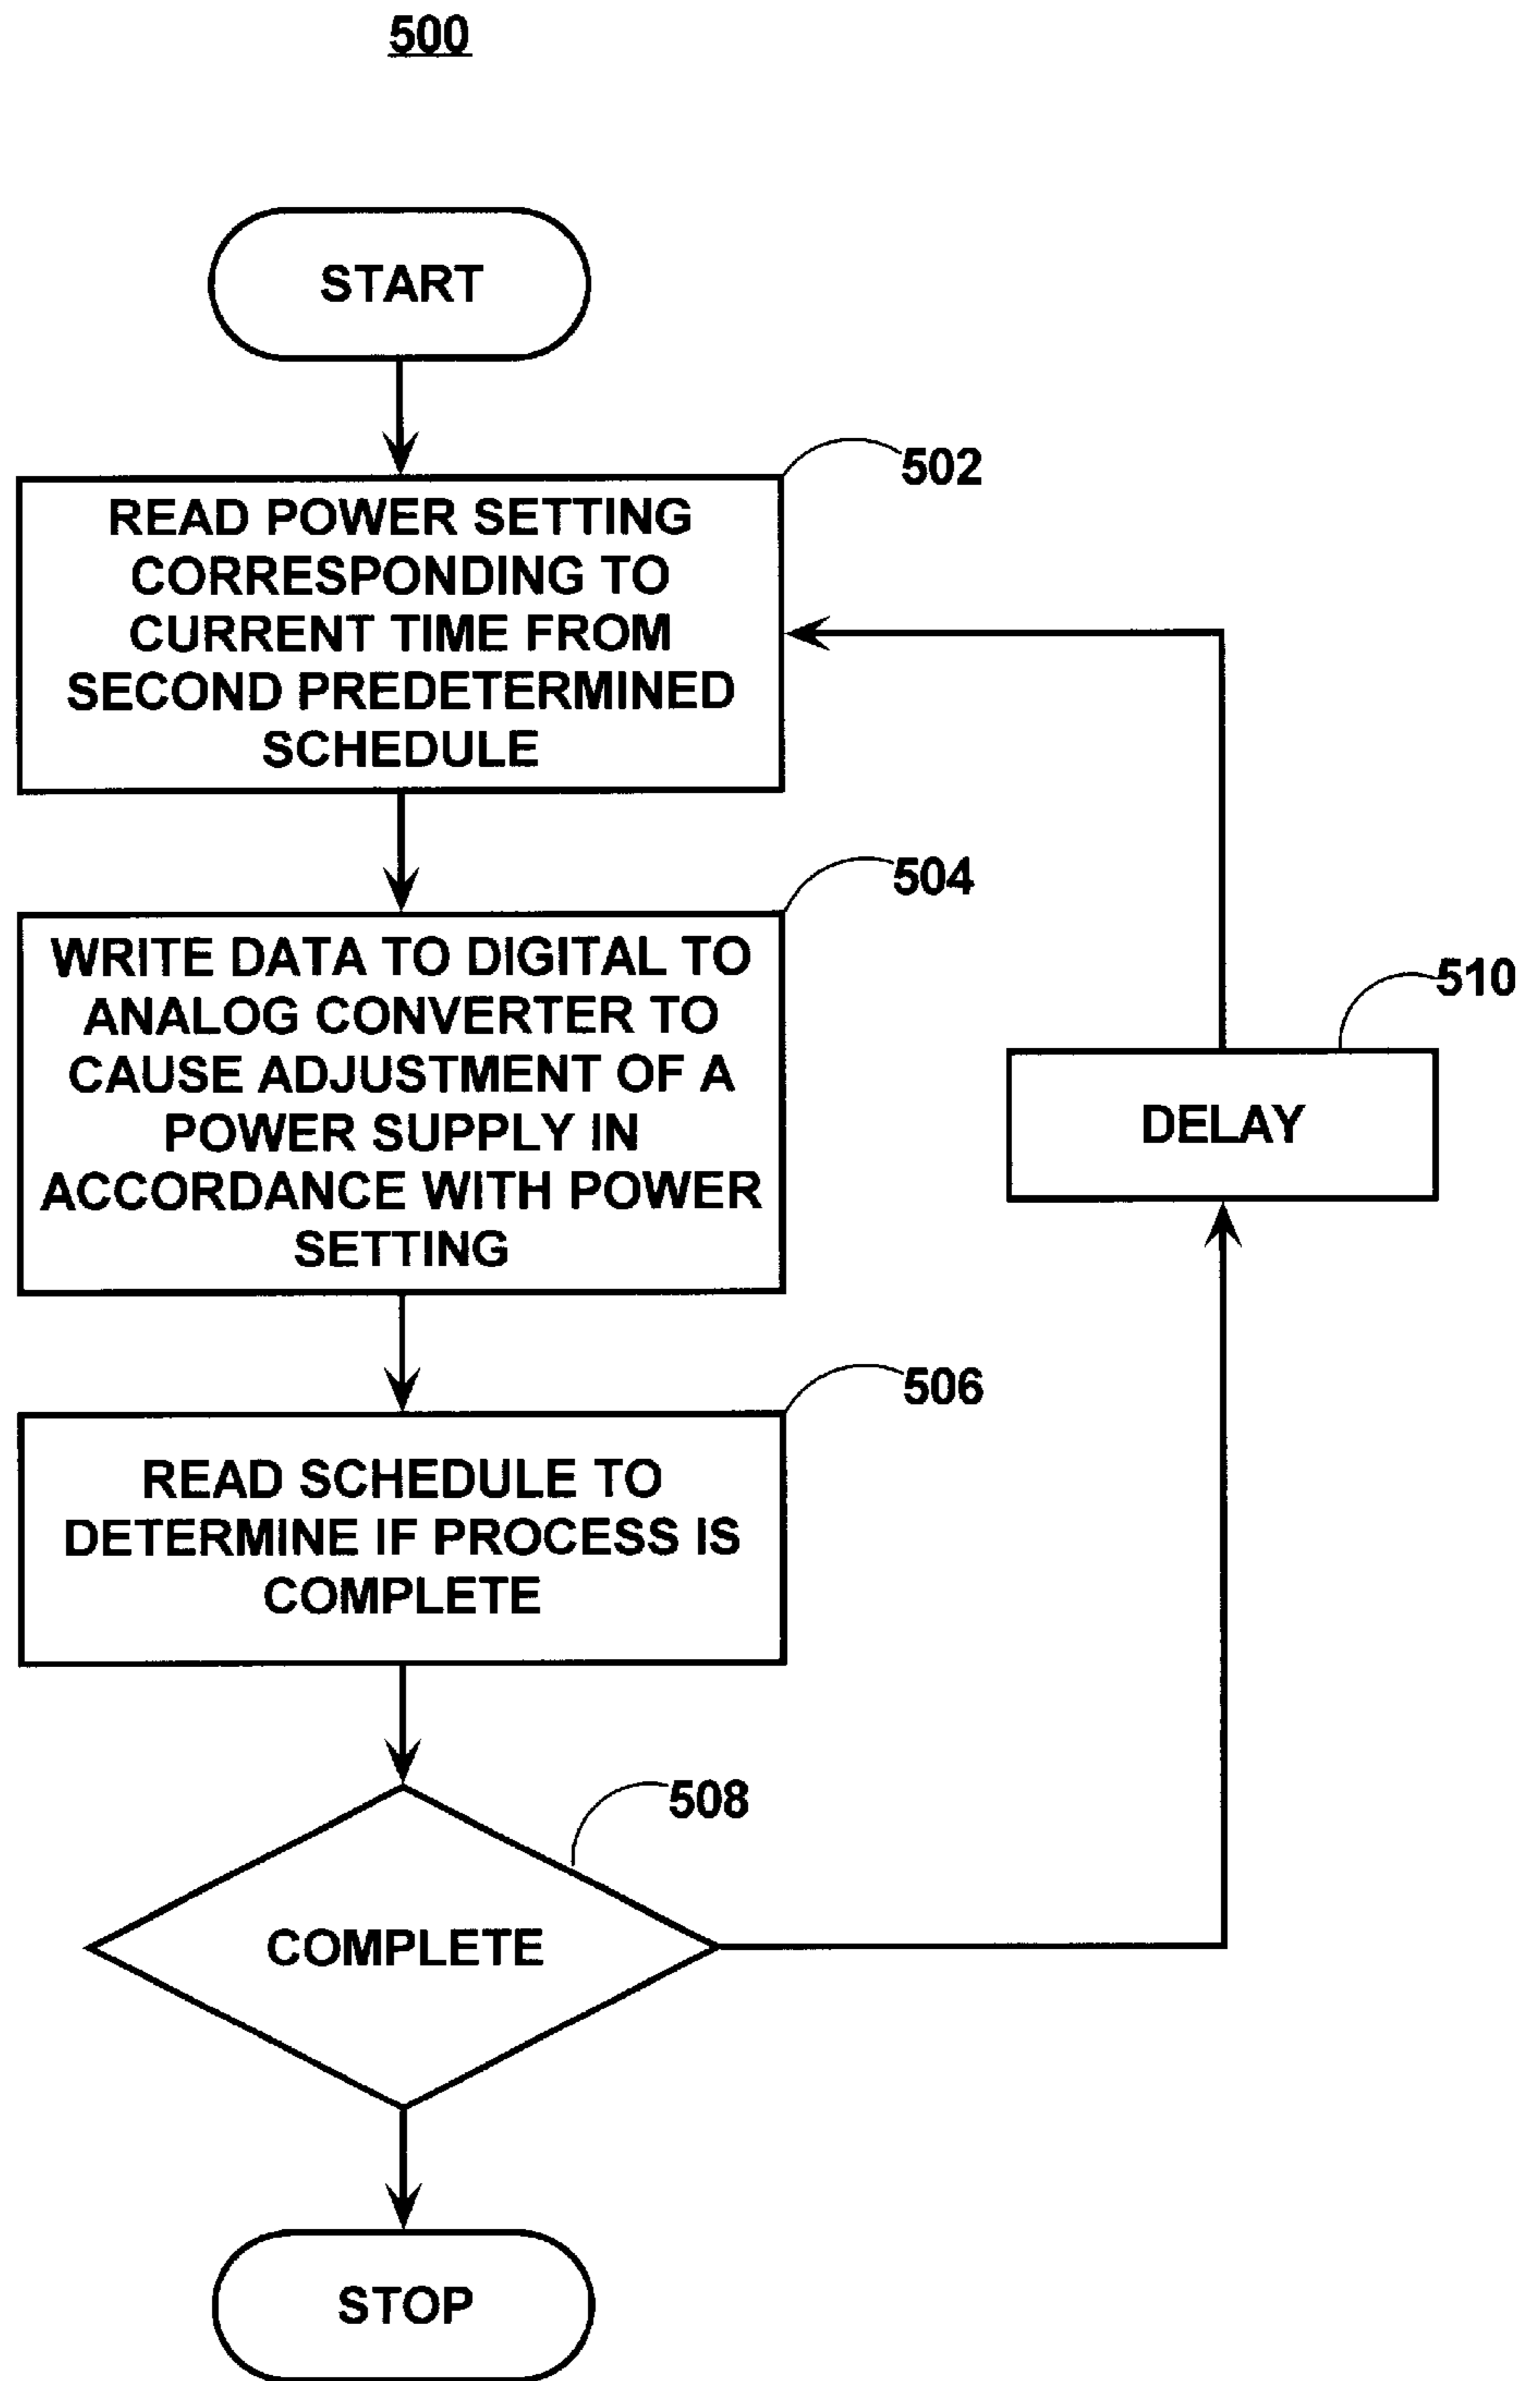 500
START
502
READ POWER SETTING
CORRESPONDING TO
CURRENT TIME FROM
SECOND PREDETERMINED
SCHEDULE
504
WRITE DATA TO DIGITAL TO
ANALOG CONVERTER TO
CAUSE ADJUSTMENT OF A
POWER SUPPLY IN
ACCORDANCE WITH POWER
SETTING
510
DELAY
506
READ SCHEDULE TO
DETERMINE IF PROCESS IS
COMPLETE
508
COMPLETE
STOP